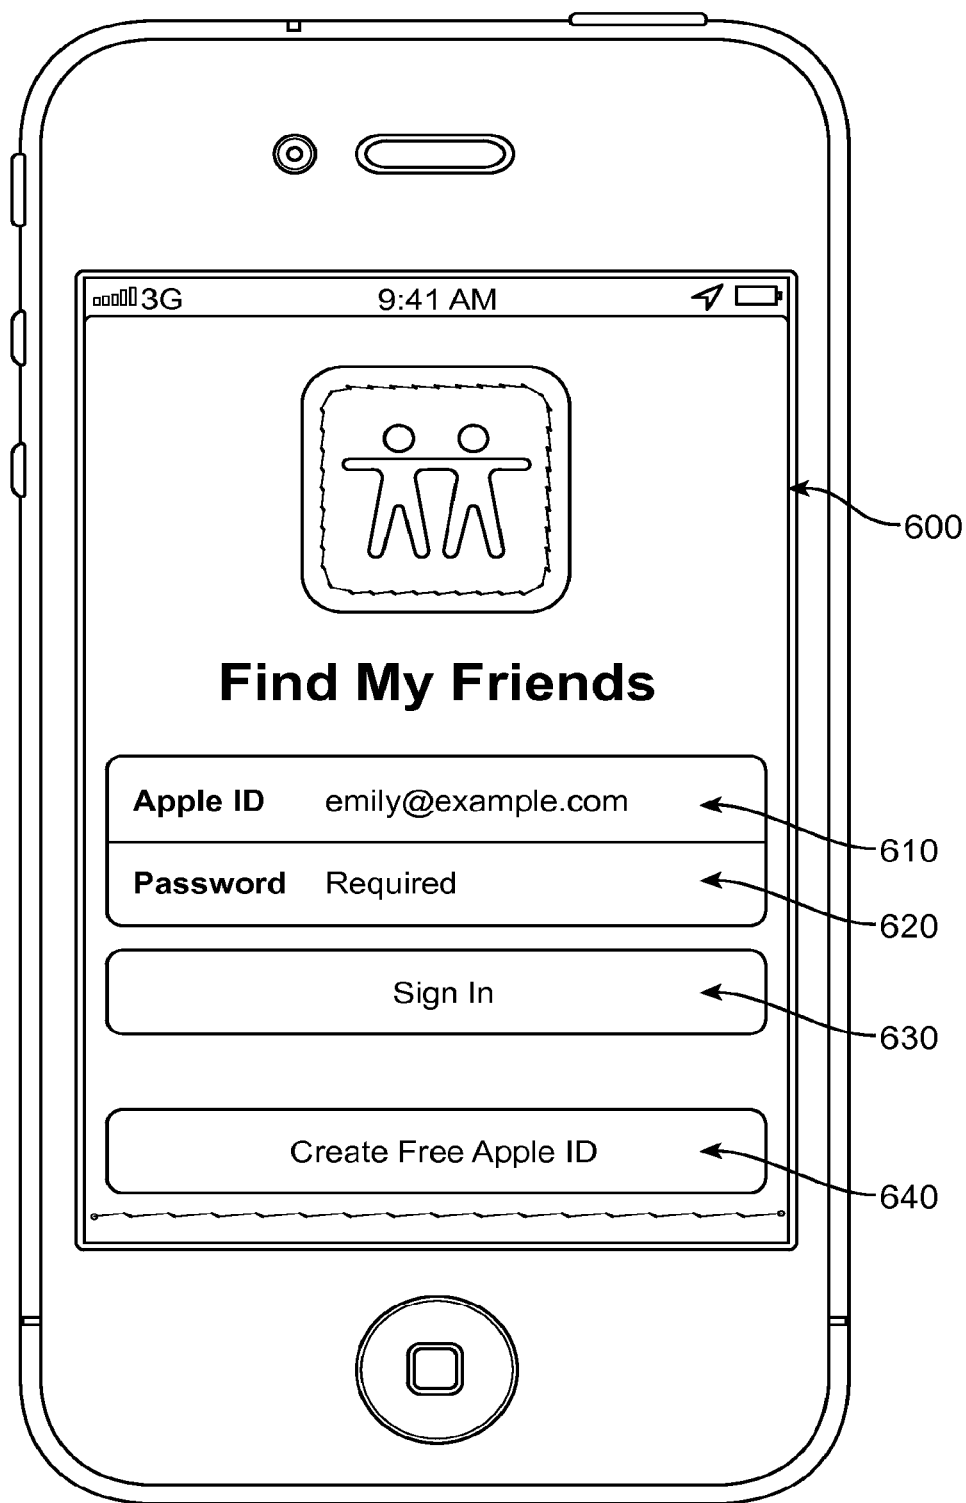 3G 9:41 AM
600
Find My Friends
Apple ID emily@example.com
610
Password Required
620
Sign In
630
Create Free Apple ID
640